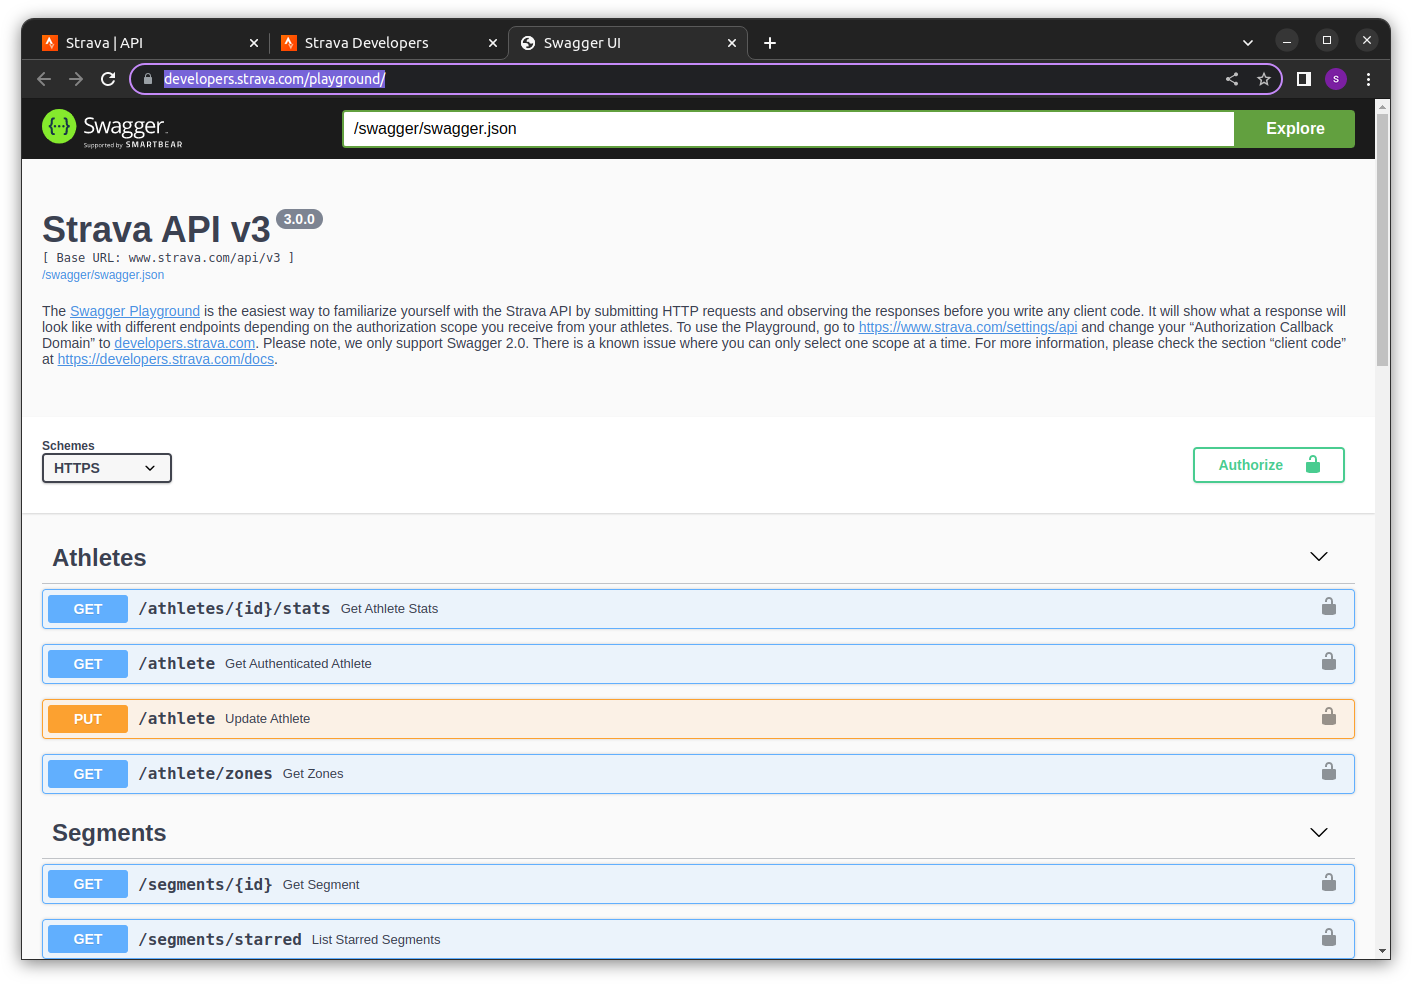 Strava | API
Strava Developers
Swagger UI
developers.strava.com/playground/
S
Swagger
Supported by SMARTBEAR
/swagger/swagger.json
Explore
Strava API v3 3.0.0
[ Base URL: www.strava.com/api/v3 ]
/swagger/swagger.json
The Swagger Playground is the easiest way to familiarize yourself with the Strava API by submitting HTTP requests and observing the responses before you write any client code. It will show what a response will
look like with different endpoints depending on the authorization scope you receive from your athletes. To use the Playground, go to https://www.strava.com/settings/api and change your “Authorization Callback
Domain” to developers.strava.com. Please note, we only support Swagger 2.0. There is a known issue where you can only select one scope at a time. For more information, please check the section “client code”
at https://developers.strava.com/docs.
Schemes
HTTPS
Authorize
Athletes
GET /athletes/{id}/stats Get Athlete Stats
GET /athlete Get Authenticated Athlete
PUT /athlete Update Athlete
GET /athlete/zones Get Zones
Segments
GET /segments/{id} Get Segment
GET /segments/starred List Starred Segments